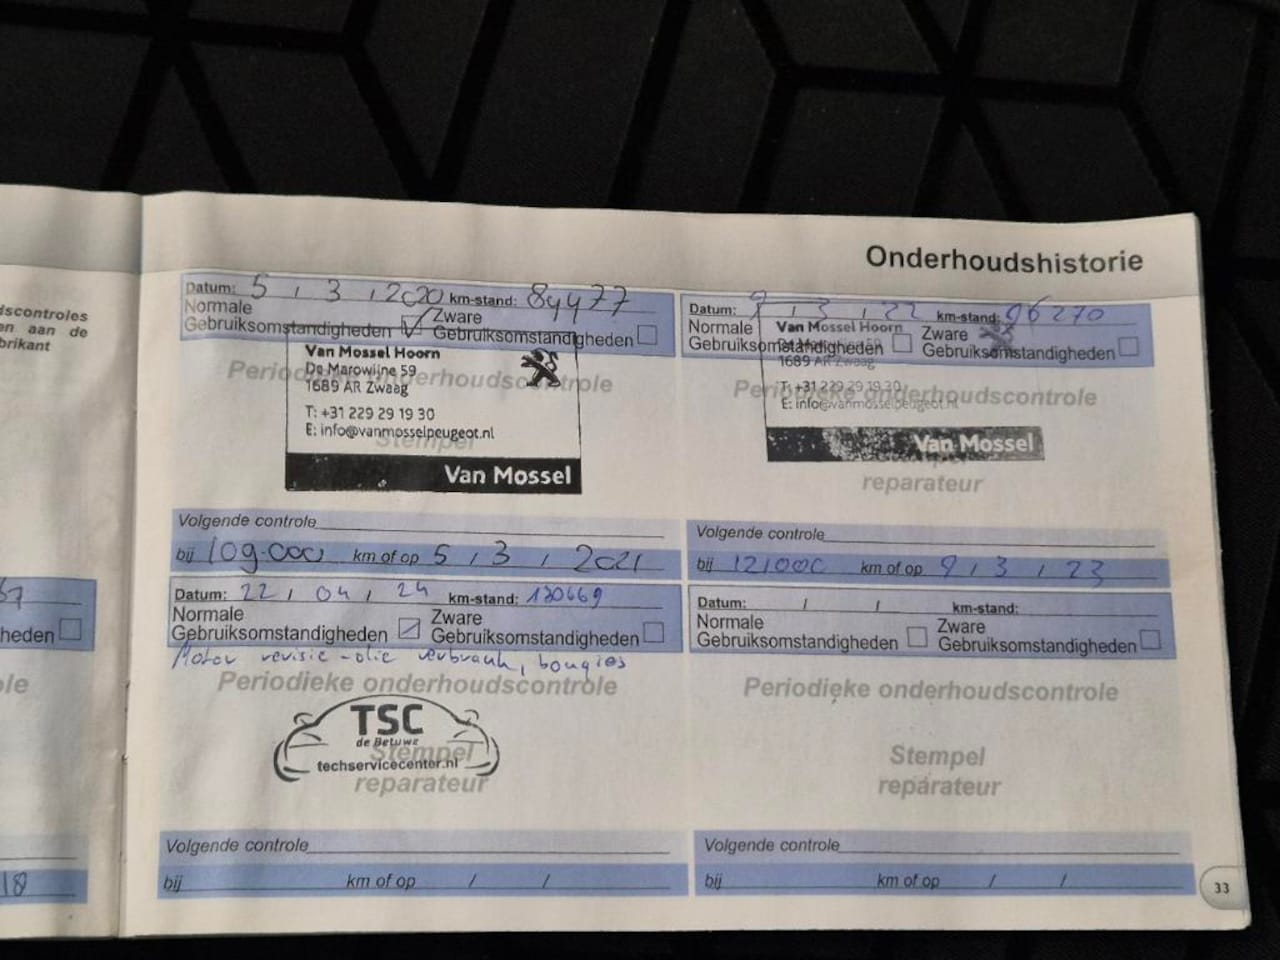 Onderhoudshistorie
dscontroles
en aan de
brikant
Datum: 5 / 3 / 2020 km-stand: 84477
Normale Gebruiksomstandigheden Zware Gebruiksomstandigheden
Periodieke onderhoudscontrole
Van Mossel Hoorn
De Marowijne 59
1689 AR Zwaag
T: +31 229 29 19 30
E: info@vanmosselpeugeot.nl
Stempel
Van Mossel
Volgende controle
bij 109.000 km of op 5 / 3 / 2021
Datum: 9 / 3 / 22 km-stand: 96270
Normale Gebruiksomstandigheden Zware Gebruiksomstandigheden
Van Mossel Hoorn
1689 AR Zwaag
Periodieke onderhoudscontrole
T: +31 229 29 19 30
E: info@vanmosselpeugeot.nl
Van Mossel
Stempel
reparateur
Volgende controle
bij 121000 km of op 9 / 3 / 23
heden
Datum: 22 / 04 / 24 km-stand: 130669
Normale Gebruiksomstandigheden Zware Gebruiksomstandigheden
Motor revisie - olie verbruik, bougies
Periodieke onderhoudscontrole
TSC
de Betuwe
Stempel
techservicecenter.nl
reparateur
Volgende controle
bij km of op / /
Datum: / / km-stand:
Normale Gebruiksomstandigheden Zware Gebruiksomstandigheden
Periodieke onderhoudscontrole
Stempel
reparateur
Volgende controle
bij km of op / /
ole
18
33